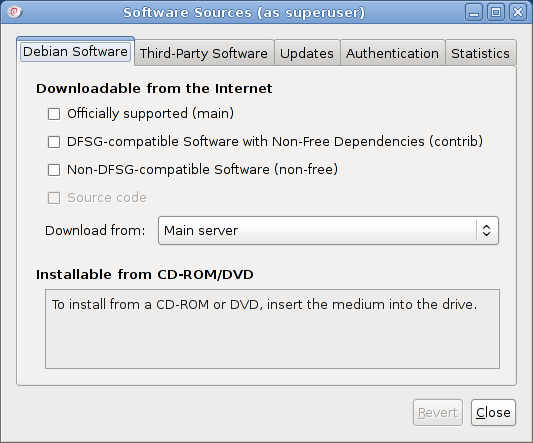 Software Sources (as superuser)
Debian Software Third-Party Software Updates Authentication Statistics
Downloadable from the Internet
Officially supported (main)
DFSG-compatible Software with Non-Free Dependencies (contrib)
Non-DFSG-compatible Software (non-free)
Source code
Download from: Main server
Installable from CD-ROM/DVD
To install from a CD-ROM or DVD, insert the medium into the drive.
Revert Close